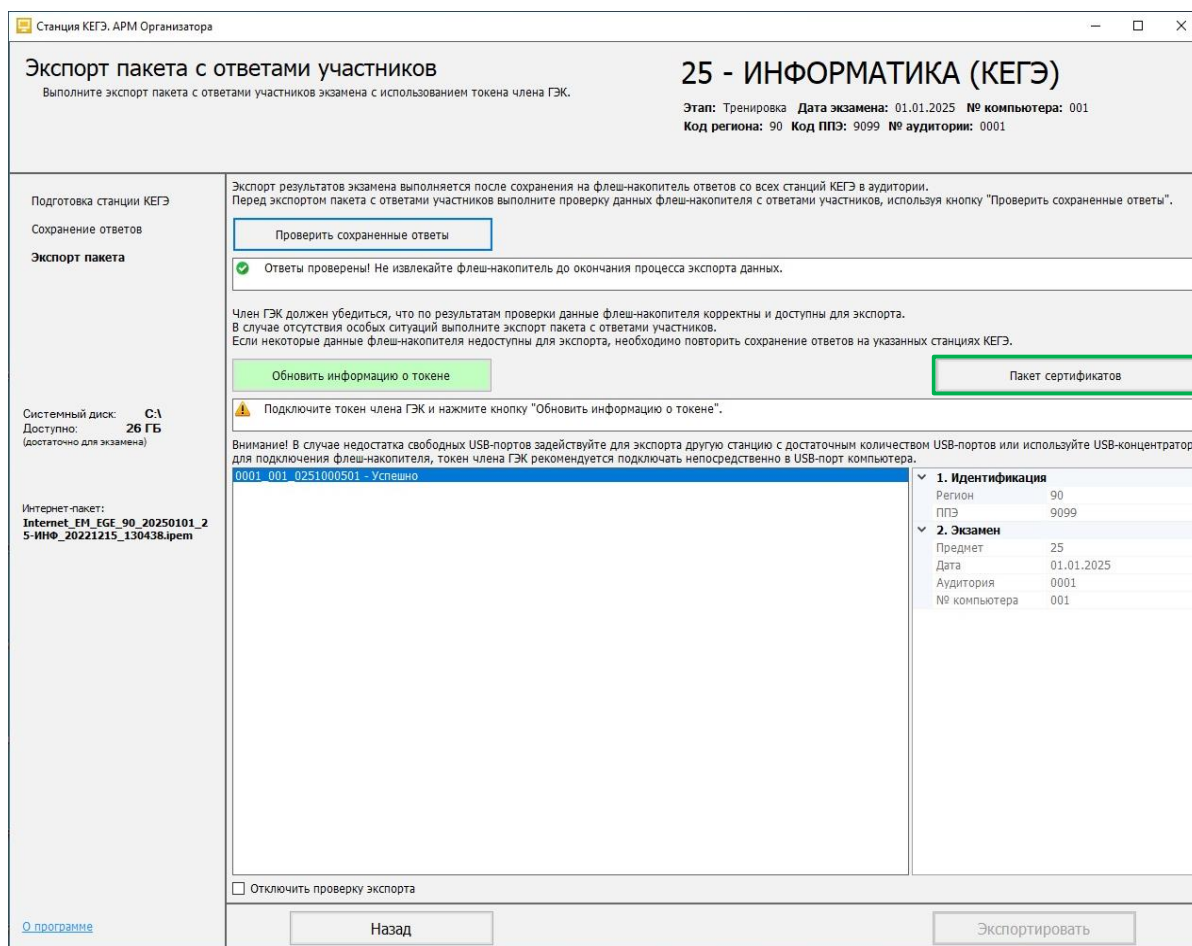 Станция КЕГЭ. АРМ Организатора
Экспорт пакета с ответами участников
Выполните экспорт пакета с ответами участников экзамена с использованием токена члена ГЭК.
25 - ИНФОРМАТИКА (КЕГЭ)
Этап: Тренировка Дата экзамена: 01.01.2025 № компьютера: 001
Код региона: 90 Код ППЭ: 9099 № аудитории: 0001
Подготовка станции КЕГЭ
Сохранение ответов
Экспорт пакета
Системный диск: C:\
Доступно: 26 ГБ
(достаточно для экзамена)
Интернет-пакет:
Internet_EM_EGE_90_20250101_2
5-ИНФ_20221215_130438.ipem
О программе
Экспорт результатов экзамена выполняется после сохранения на флеш-накопитель ответов со всех станций КЕГЭ в аудитории.
Перед экспортом пакета с ответами участников выполните проверку данных флеш-накопителя с ответами участников, используя кнопку "Проверить сохраненные ответы".
Проверить сохраненные ответы
Ответы проверены! Не извлекайте флеш-накопитель до окончания процесса экспорта данных.
Член ГЭК должен убедиться, что по результатам проверки данные флеш-накопителя корректны и доступны для экспорта.
В случае отсутствия особых ситуаций выполните экспорт пакета с ответами участников.
Если некоторые данные флеш-накопителя недоступны для экспорта, необходимо повторить сохранение ответов на указанных станциях КЕГЭ.
Обновить информацию о токене
Пакет сертификатов
Подключите токен члена ГЭК и нажмите кнопку "Обновить информацию о токене".
Внимание! В случае недостатка свободных USB-портов задействуйте для экспорта другую станцию с достаточным количеством USB-портов или используйте USB-концентратор
для подключения флеш-накопителя, токен члена ГЭК рекомендуется подключать непосредственно в USB-порт компьютера.
0001_001_0251000501 - Успешно
1. Идентификация
Регион 90
ППЭ 9099
2. Экзамен
Предмет 25
Дата 01.01.2025
Аудитория 0001
№ компьютера 001
Отключить проверку экспорта
Назад
Экспортировать